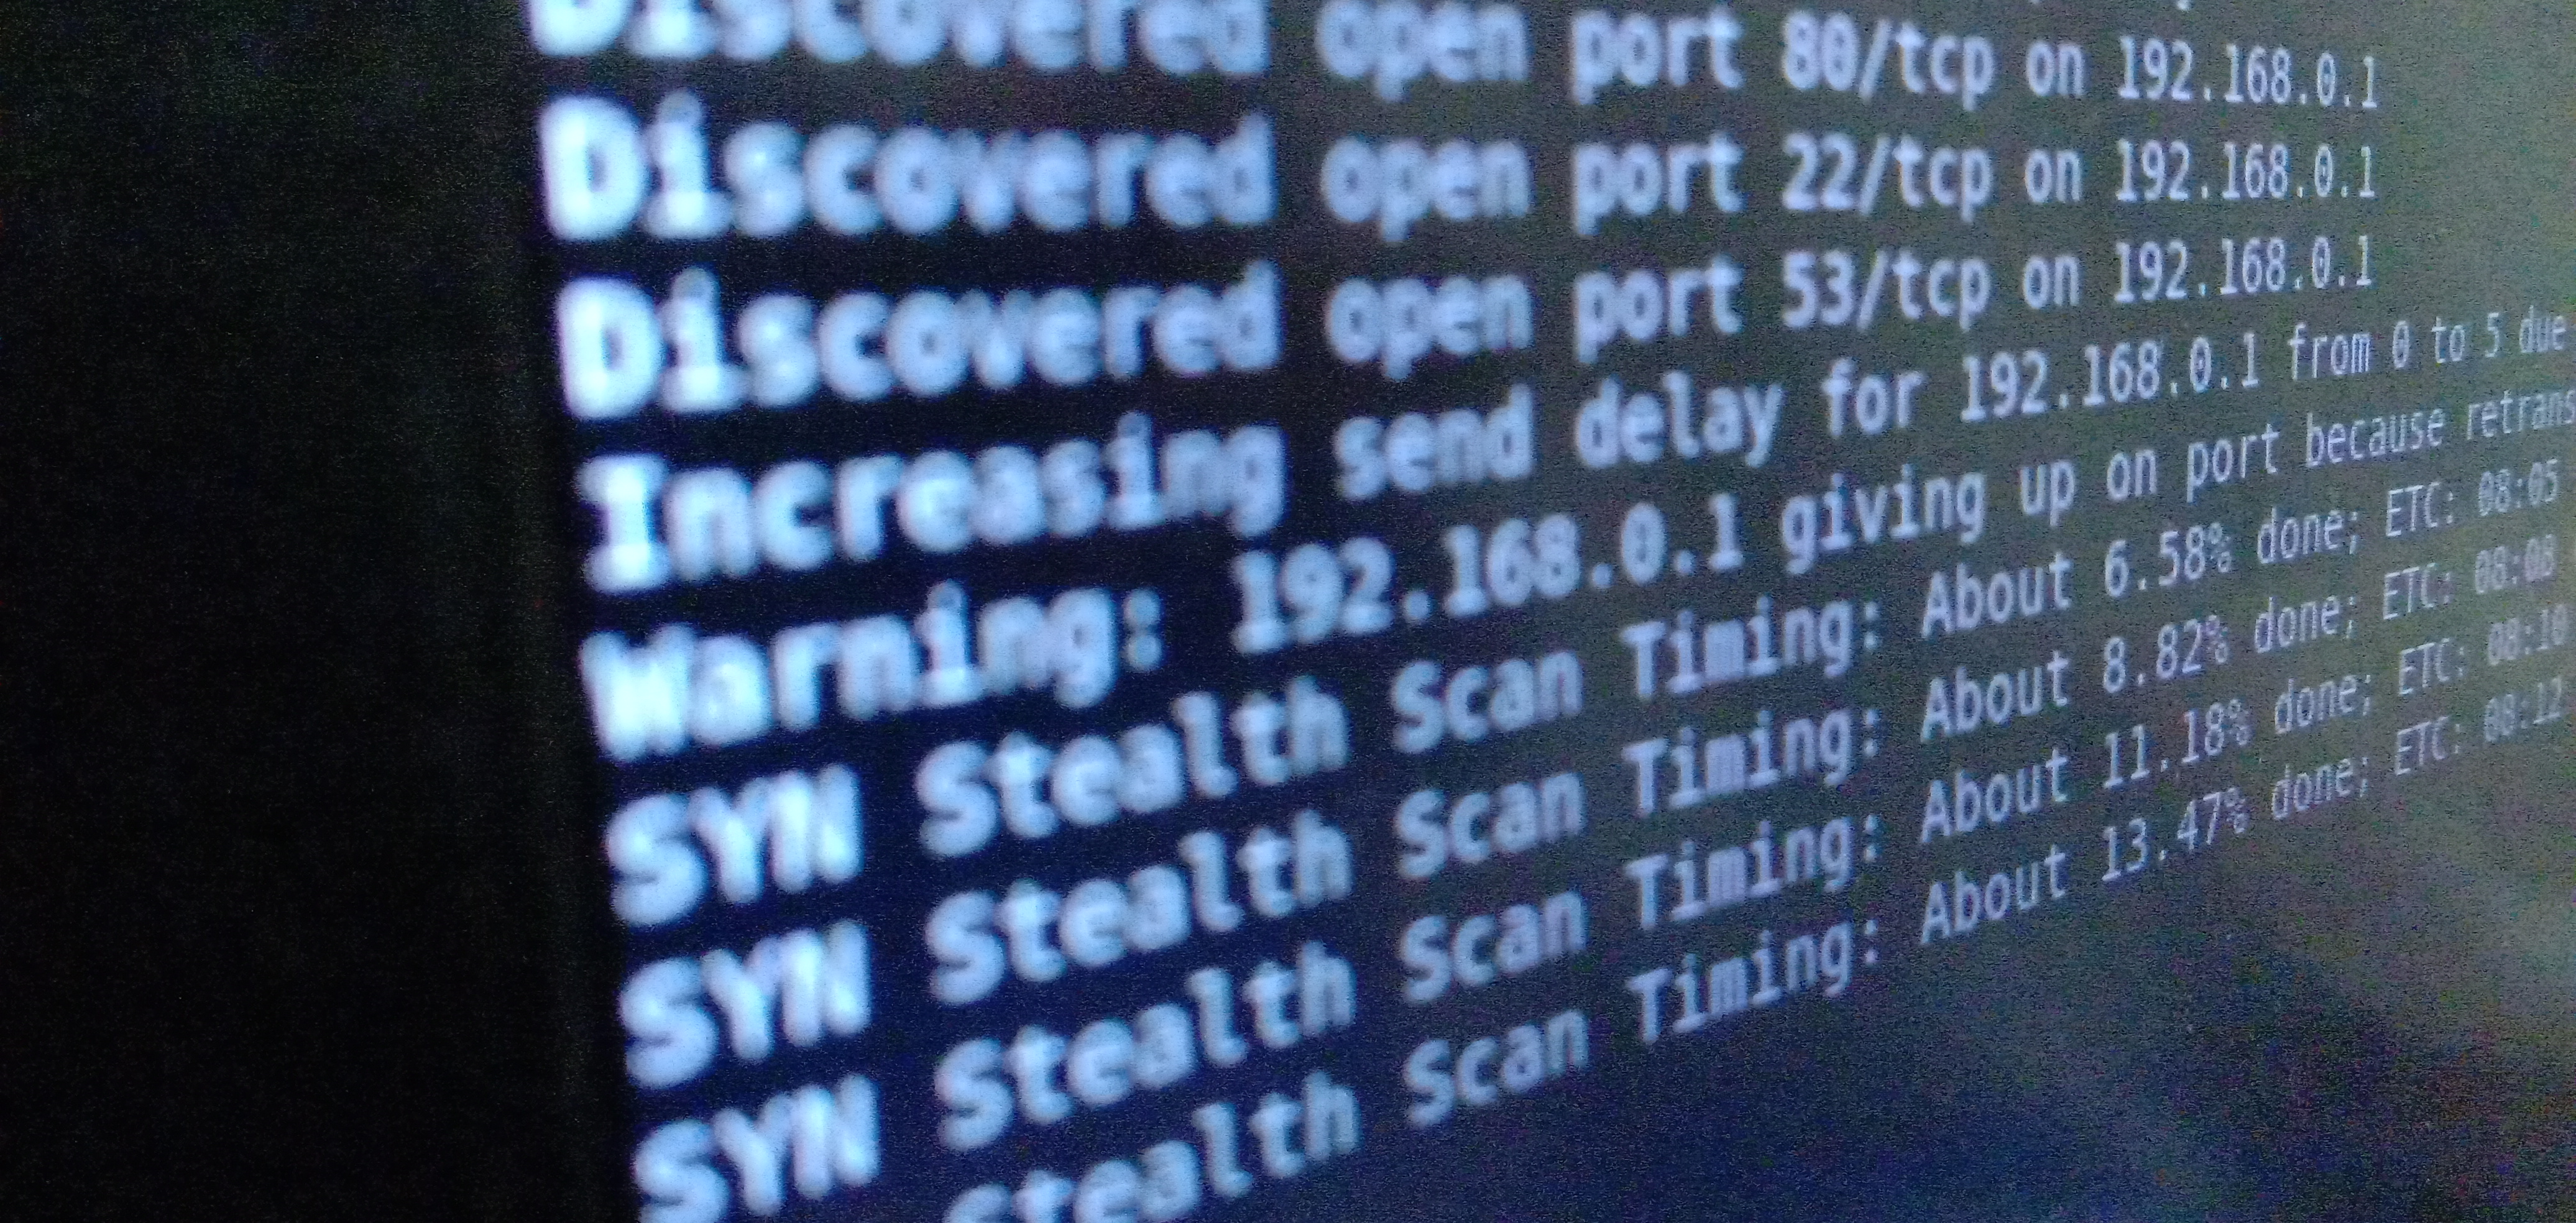 Discovered open port 80/tcp on 192.168.0.1
Discovered open port 22/tcp on 192.168.0.1
Discovered open port 53/tcp on 192.168.0.1
Increasing send delay for 192.168.0.1 from 0 to 5 due
Warning: 192.168.0.1 giving up on port because retrans
SYN Stealth Scan Timing: About 6.58% done; ETC: 08:05
SYN Stealth Scan Timing: About 8.82% done; ETC: 08:08
SYN Stealth Scan Timing: About 11.18% done; ETC: 08:10
Stealth Scan Timing: About 13.47% done; ETC: 08:12